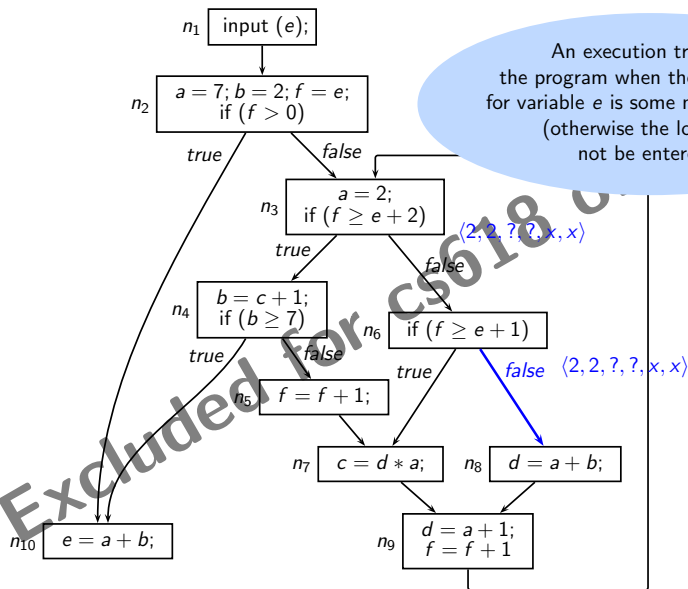 n1 input (e);
n2 a = 7; b = 2; f = e;
if (f > 0)
An execution tr
the program when the
for variable e is some n
(otherwise the lo
not be entere
true
false
n3 a = 2;
if (f ≥ e + 2)
⟨2, 2, ?, ?, x, x⟩
true
false
n4 b = c + 1;
if (b ≥ 7)
n6 if (f ≥ e + 1)
true
false
true
false
⟨2, 2, ?, ?, x, x⟩
n5 f = f + 1;
n7 c = d * a;
n8 d = a + b;
n9 d = a + 1;
f = f + 1
n10 e = a + b;
Excluded for cs618